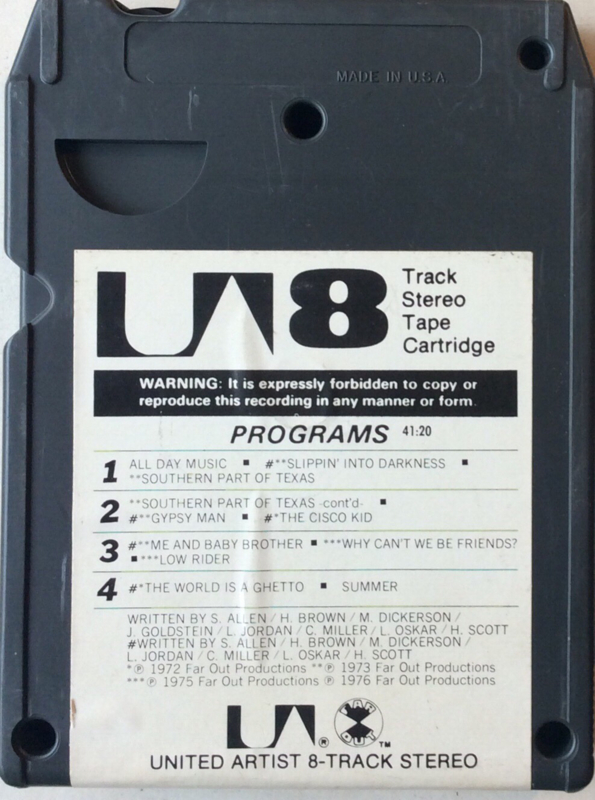 MADE IN U.S.A.
UA 8 Track
Stereo
Tape
Cartridge
WARNING: It is expressly forbidden to copy or
reproduce this recording in any manner or form.
PROGRAMS 41:20
1 ALL DAY MUSIC ■ #**SLIPPIN' INTO DARKNESS ■
**SOUTHERN PART OF TEXAS
2 **SOUTHERN PART OF TEXAS -cont'd- ■
#**GYPSY MAN ■ #*THE CISCO KID
3 #**ME AND BABY BROTHER ■ ***WHY CAN'T WE BE FRIENDS?
■***LOW RIDER
4 #*THE WORLD IS A GHETTO ■ SUMMER
WRITTEN BY S. ALLEN / H. BROWN / M. DICKERSON /
J. GOLDSTEIN / L. JORDAN / C. MILLER / L. OSKAR / H. SCOTT
#WRITTEN BY S. ALLEN / H. BROWN / M. DICKERSON /
L. JORDAN / C. MILLER / L. OSKAR / H. SCOTT
*℗ 1972 Far Out Productions **℗ 1973 Far Out Productions
***℗ 1975 Far Out Productions ℗ 1976 Far Out Productions
UA ® FAR OUT ™
UNITED ARTIST 8-TRACK STEREO